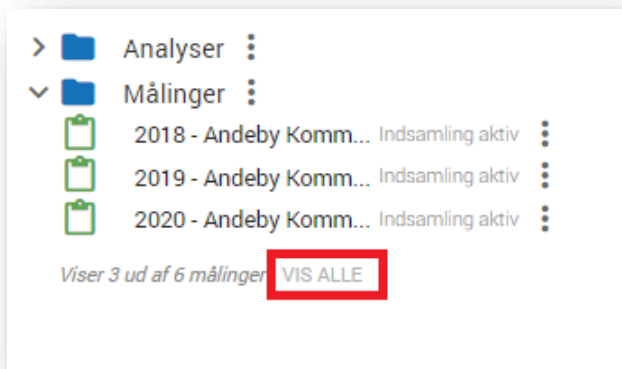 Analyser
Målinger
2018 - Andeby Komm... Indsamling aktiv
2019 - Andeby Komm... Indsamling aktiv
2020 - Andeby Komm... Indsamling aktiv
Viser 3 ud af 6 målinger VIS ALLE